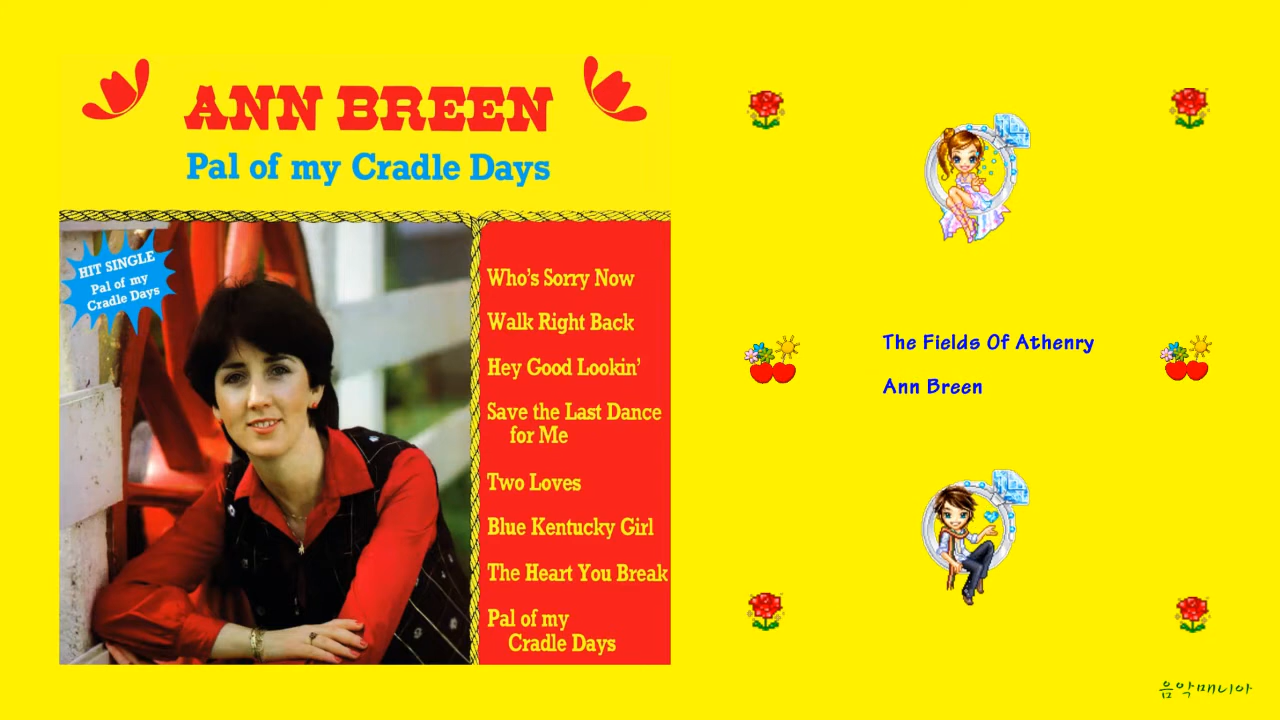 ANN BREEN
Pal of my Cradle Days
HIT SINGLE
Pal of my
Cradle Days
Who's Sorry Now
Walk Right Back
Hey Good Lookin'
Save the Last Dance
for Me
Two Loves
Blue Kentucky Girl
The Heart You Break
Pal of my
Cradle Days
The Fields Of Athenry
Ann Breen
음악매니아